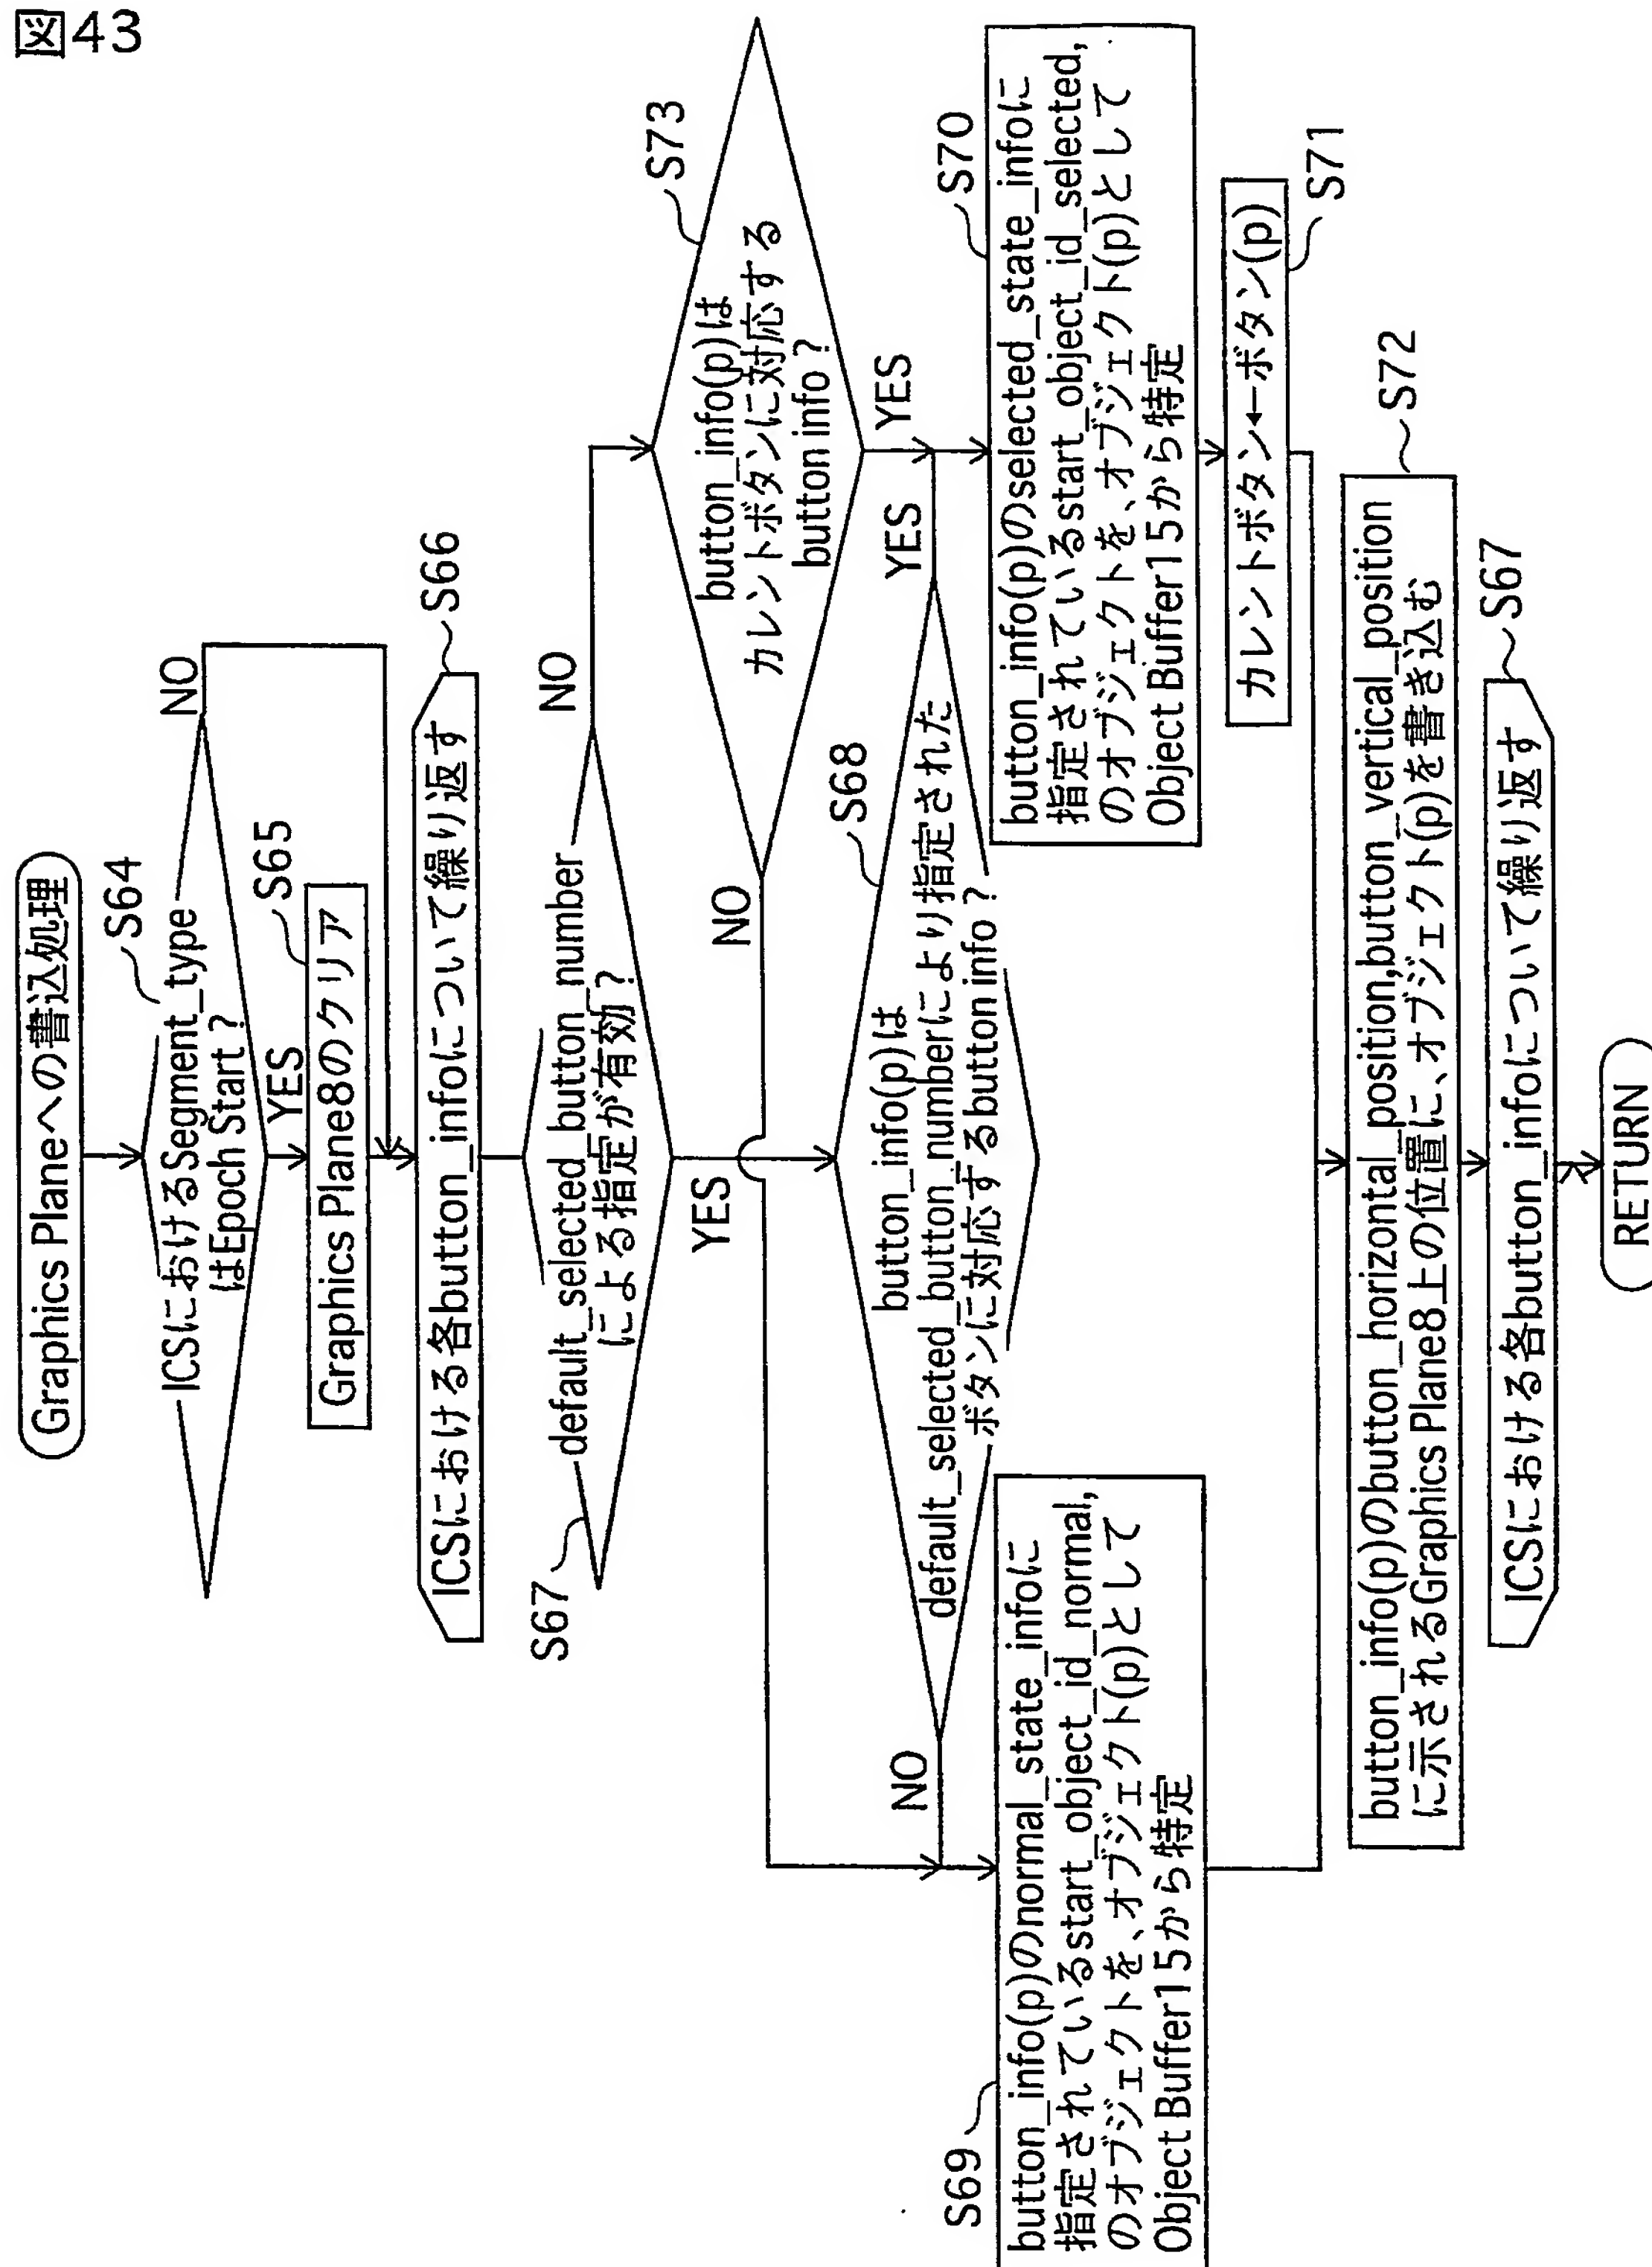 図43
Graphics Planeへの書込処理
S64
ICSにおけるSegment_type
はEpoch Start?
NO
YES
S65
Graphics Plane8のクリア
S66
ICSにおける各button_infoについて繰り返す
S67
default_selected_button_number
による指定が有効?
NO
YES
S73
button_info(p)は
カレントボタンに対応する
button info?
NO
YES
S68
button_info(p)は
default_selected_button_numberにより指定された
ボタンに対応するbutton info?
NO
YES
S69
button_info(p)のnormal_state_infoに
指定されているstart_object_id_normal,
のオブジェクトを、オブジェクト(p)として
Object Buffer15から特定
S70
button_info(p)のselected_state_infoに
指定されているstart_object_id_selected,
のオブジェクトを、オブジェクト(p)として
Object Buffer15から特定
カレントボタン←ボタン(p)
S71
S72
button_info(p)のbutton_horizontal_position,button_vertical_position
に示されるGraphics Plane8上の位置に、オブジェクト(p)を書き込む
S67
ICSにおける各button_infoについて繰り返す
RETURN